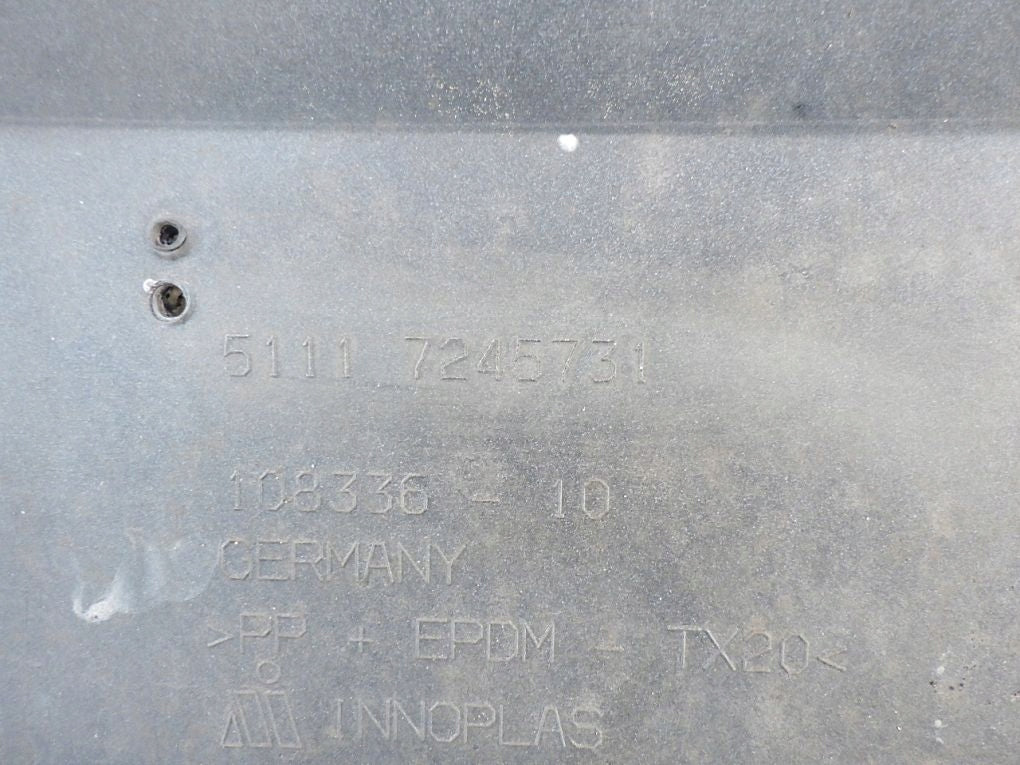 5111 7245731
108336 - 10
GERMANY
>PP + EPDM - TX20<
INNOPLAS